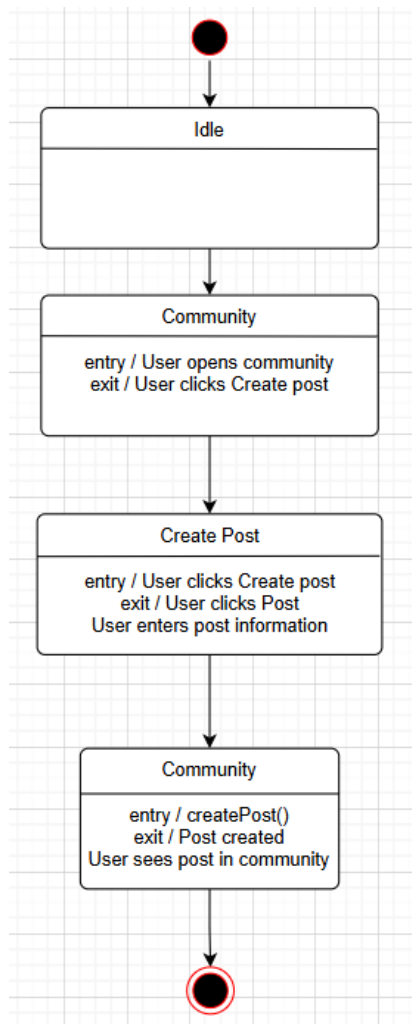 Idle
Community
entry / User opens community
exit / User clicks Create post
Create Post
entry / User clicks Create post
exit / User clicks Post
User enters post information
Community
entry / createPost()
exit / Post created
User sees post in community